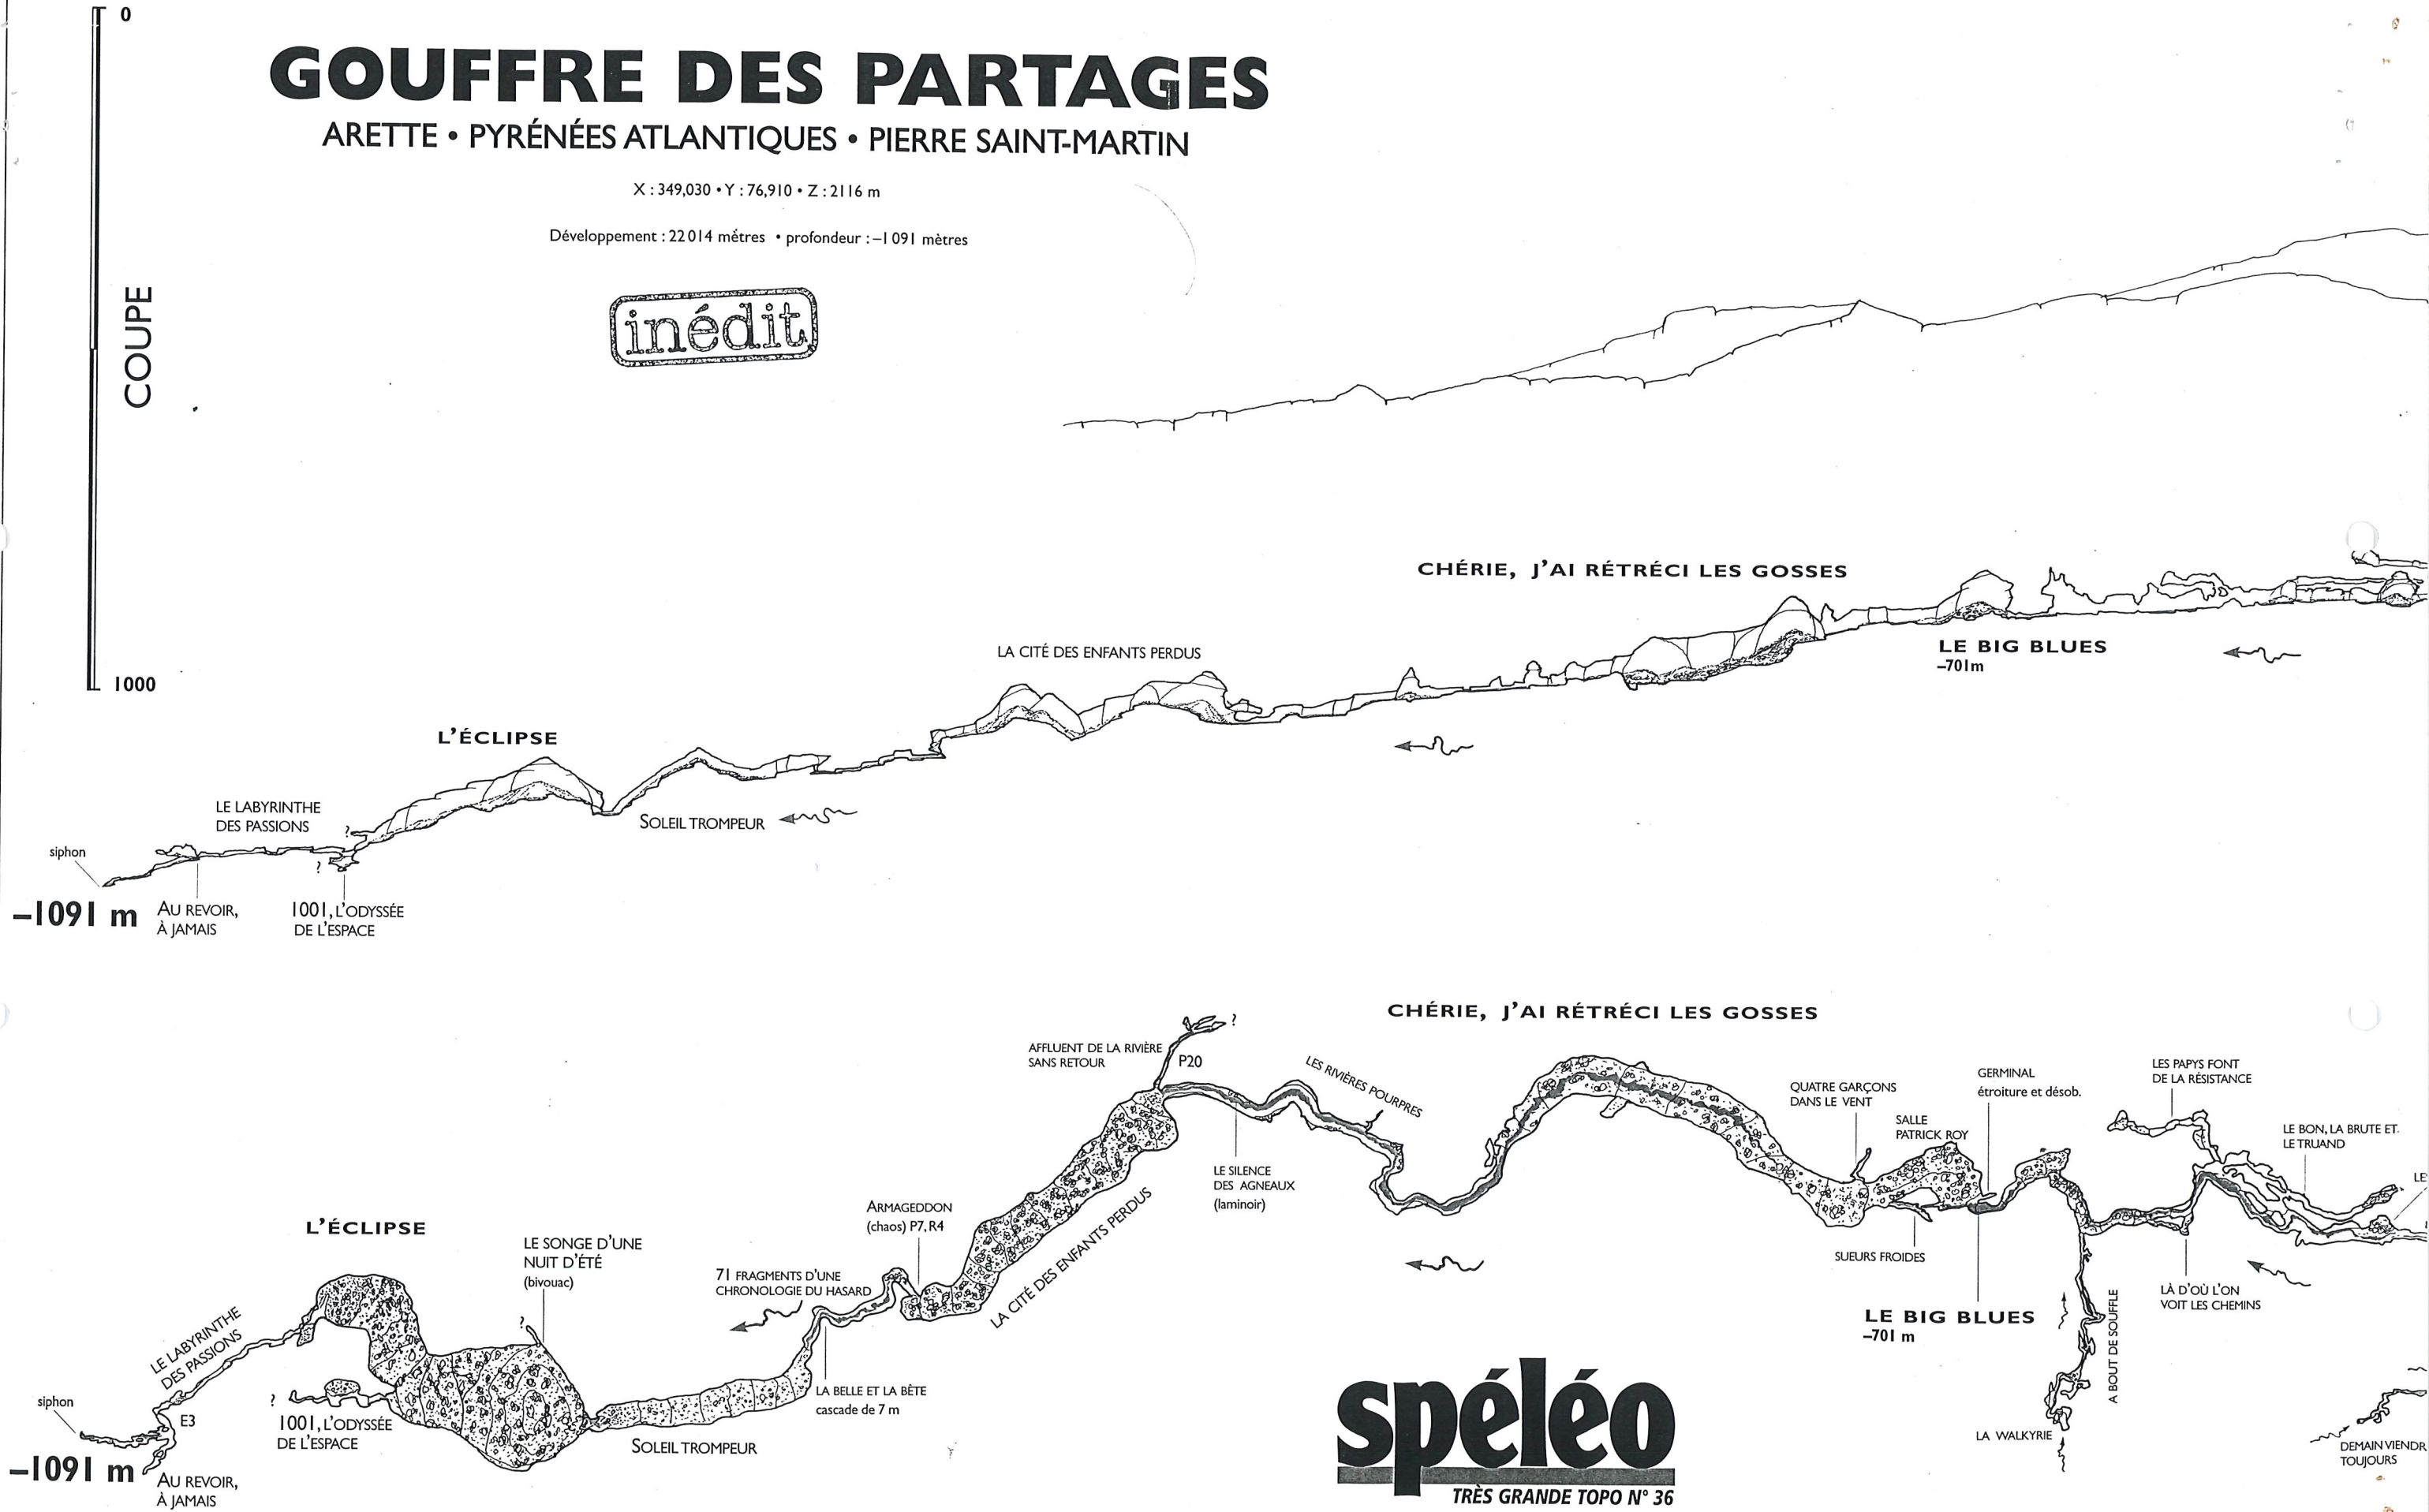 0
GOUFFRE DES PARTAGES
ARETTE • PYRÉNÉES ATLANTIQUES • PIERRE SAINT-MARTIN
X : 349,030 • Y : 76,910 • Z : 2116 m
Développement : 22 014 mètres • profondeur : –1 091 mètres
inédit
COUPE
1000
CHÉRIE, J'AI RÉTRÉCI LES GOSSES
LE BIG BLUES
–701m
LA CITÉ DES ENFANTS PERDUS
L'ÉCLIPSE
SOLEIL TROMPEUR
LE LABYRINTHE
DES PASSIONS
?
?
siphon
–1091 m
AU REVOIR,
À JAMAIS
1001, L'ODYSSÉE
DE L'ESPACE
CHÉRIE, J'AI RÉTRÉCI LES GOSSES
AFFLUENT DE LA RIVIÈRE
SANS RETOUR
?
P20
LES RIVIÈRES POURPRES
LE SILENCE
DES AGNEAUX
(laminoir)
QUATRE GARÇONS
DANS LE VENT
SALLE
PATRICK ROY
GERMINAL
étroiture et désob.
LES PAPYS FONT
DE LA RÉSISTANCE
LE BON, LA BRUTE ET
LE TRUAND
LE
SUEURS FROIDES
LE BIG BLUES
–701 m
LÀ D'OÙ L'ON
VOIT LES CHEMINS
A BOUT DE SOUFFLE
LA WALKYRIE
DEMAIN VIENDR
TOUJOURS
ARMAGEDDON
(chaos) P7, R4
LA CITÉ DES ENFANTS PERDUS
71 FRAGMENTS D'UNE
CHRONOLOGIE DU HASARD
LA BELLE ET LA BÊTE
cascade de 7 m
L'ÉCLIPSE
LE SONGE D'UNE
NUIT D'ÉTÉ
(bivouac)
?
SOLEIL TROMPEUR
LE LABYRINTHE
DES PASSIONS
?
1001, L'ODYSSÉE
DE L'ESPACE
siphon
E3
–1091 m
AU REVOIR,
À JAMAIS
spéléo
TRÈS GRANDE TOPO N° 36